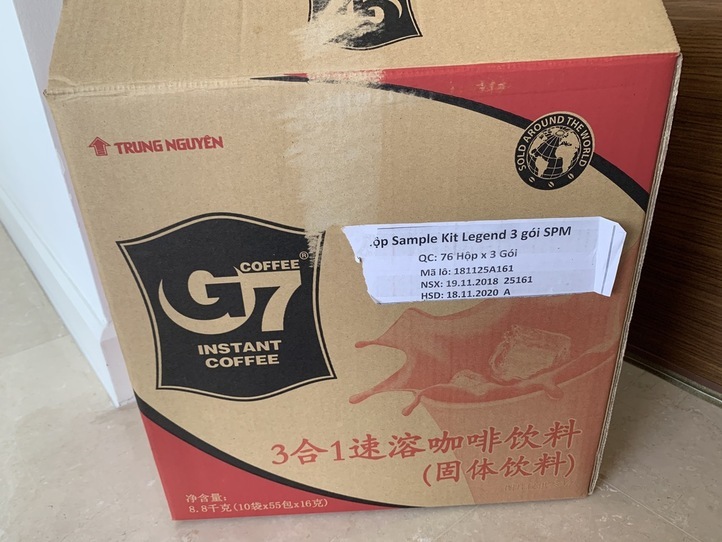 TRUNG NGUYÊN
SOLD AROUND THE WORLD
COFFEE
G7
®
INSTANT
COFFEE
ộp Sample Kit Legend 3 gói SPM
QC: 76 Hộp x 3 Gói
Mã lô: 181125A161
NSX: 19.11.2018 25161
HSD: 18.11.2020 A
3合1速溶咖啡饮料
(固体饮料)
净含量:
8.8千克(10袋x55包x16克)